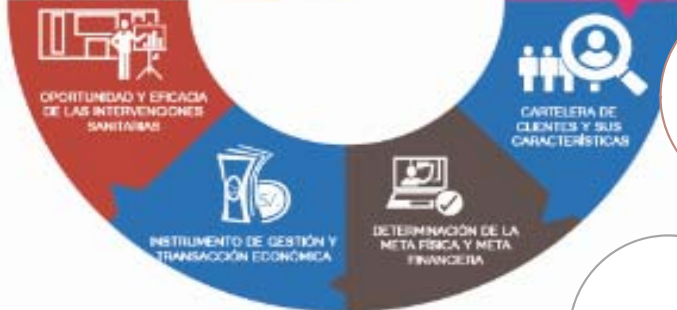 OPORTUNIDAD Y EFICACIA
DE LAS INTERVENCIONES
SANITARIAS
CARTELERA DE
CLIENTES Y SUS
CARACTERÍSTICAS
S/.
INSTRUMENTO DE GESTIÓN Y
TRANSACCIÓN ECONÓMICA
DETERMINACIÓN DE LA
META FÍSICA Y META
FINANCIERA